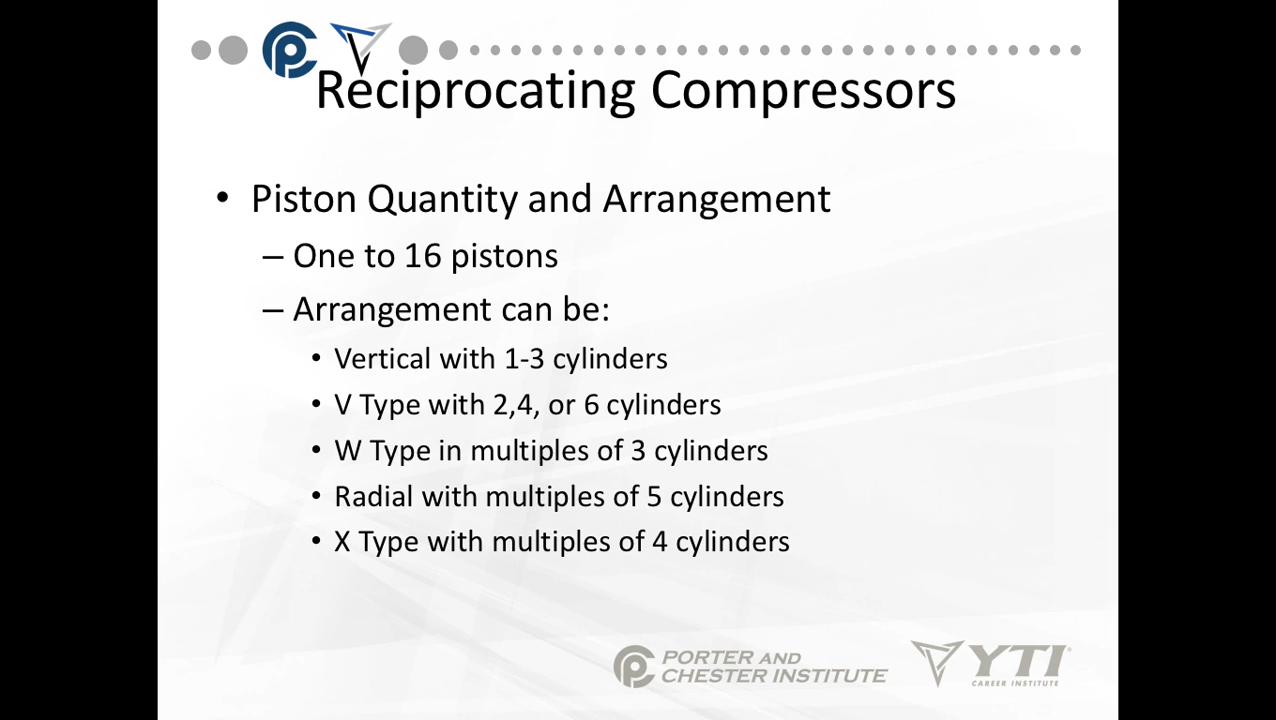 Reciprocating Compressors
• Piston Quantity and Arrangement
– One to 16 pistons
– Arrangement can be:
• Vertical with 1-3 cylinders
• V Type with 2,4, or 6 cylinders
• W Type in multiples of 3 cylinders
• Radial with multiples of 5 cylinders
• X Type with multiples of 4 cylinders
PORTER AND
CHESTER INSTITUTE
YTI®
CAREER INSTITUTE